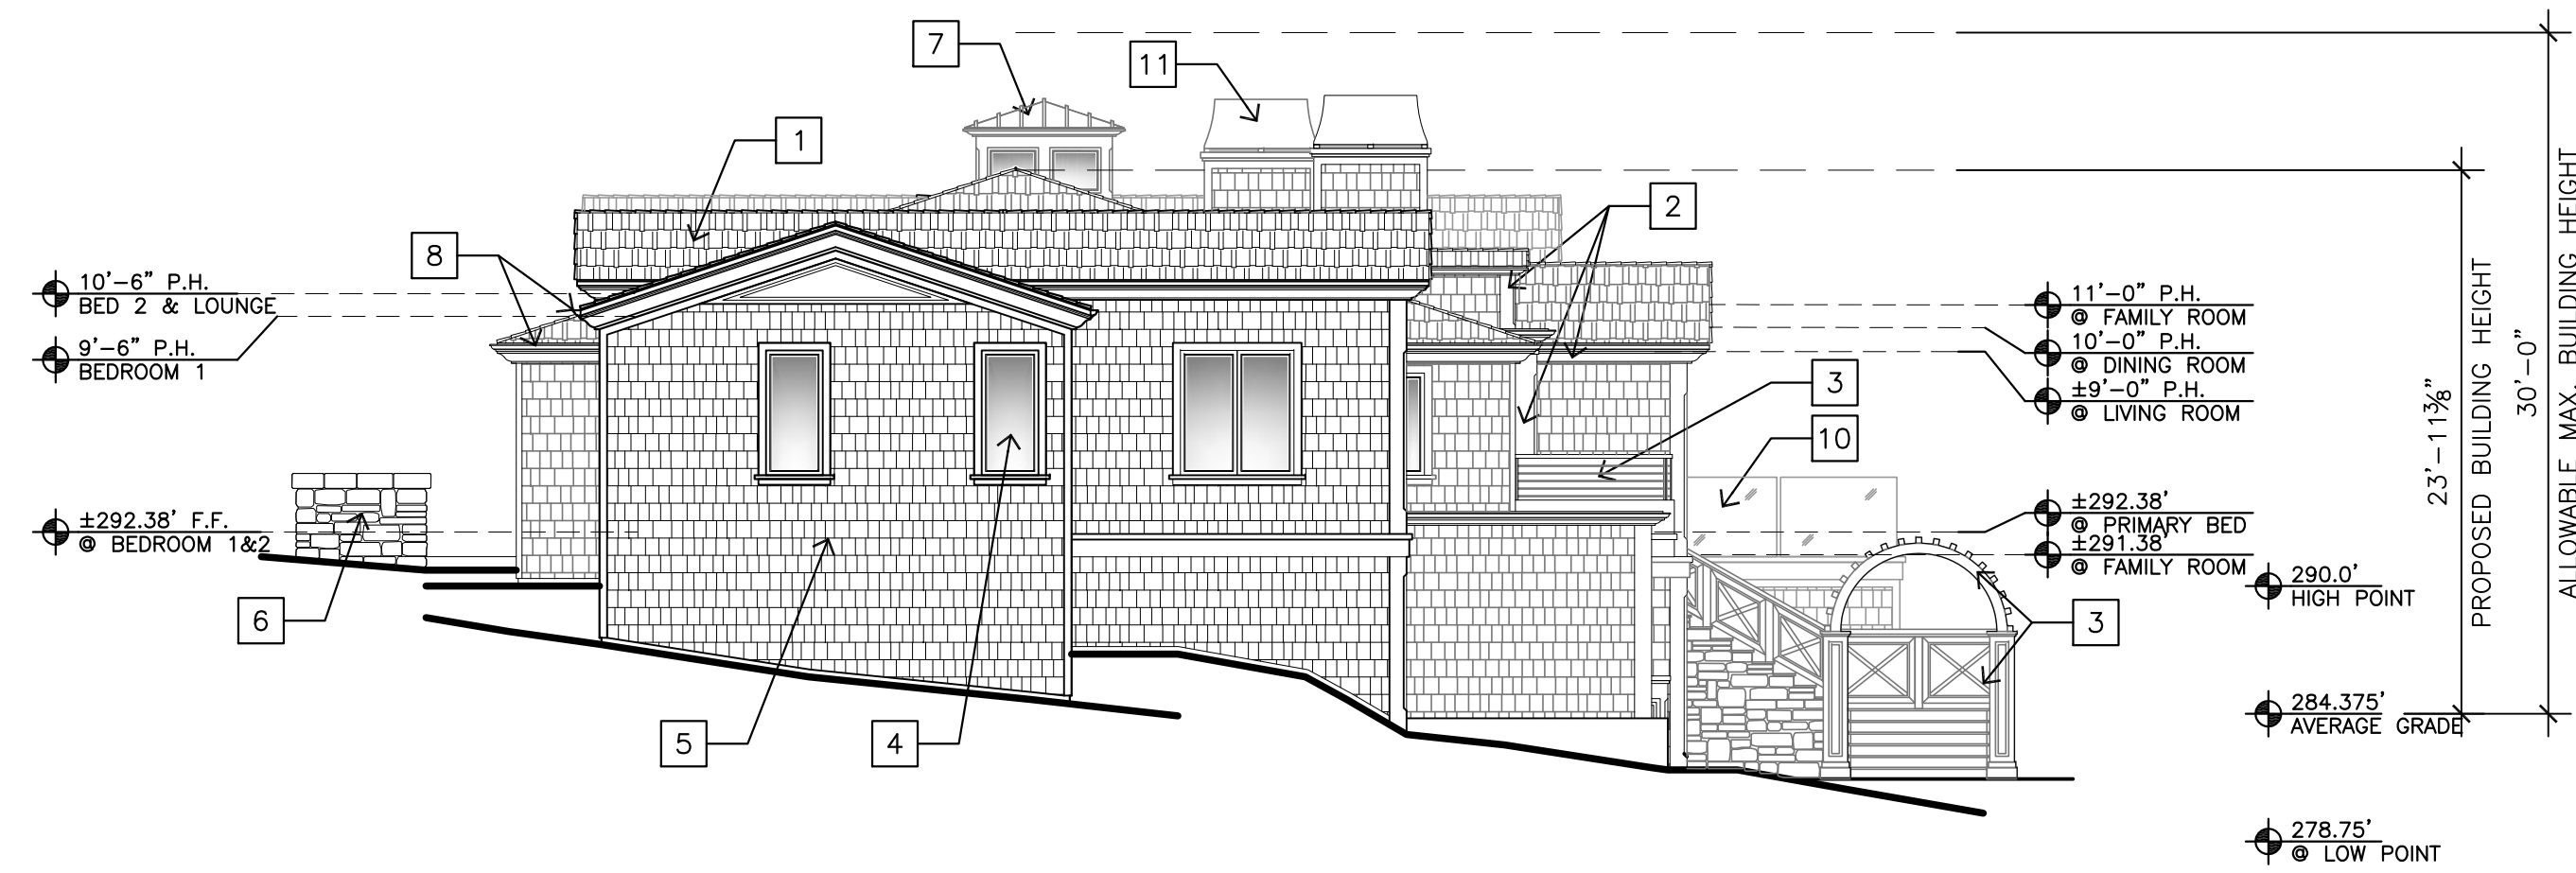 7
11
1
2
8
10'-6" P.H.
BED 2 & LOUNGE
9'-6" P.H.
BEDROOM 1
±292.38' F.F.
@ BEDROOM 1&2
6
5
4
3
10
3
11'-0" P.H.
@ FAMILY ROOM
10'-0" P.H.
@ DINING ROOM
±9'-0" P.H.
@ LIVING ROOM
±292.38'
@ PRIMARY BED
±291.38'
@ FAMILY ROOM
290.0'
HIGH POINT
284.375'
AVERAGE GRADE
278.75'
@ LOW POINT
23'-11⅜"
PROPOSED BUILDING HEIGHT
30'-0"
ALLOWABLE MAX. BUILDING HEIGHT